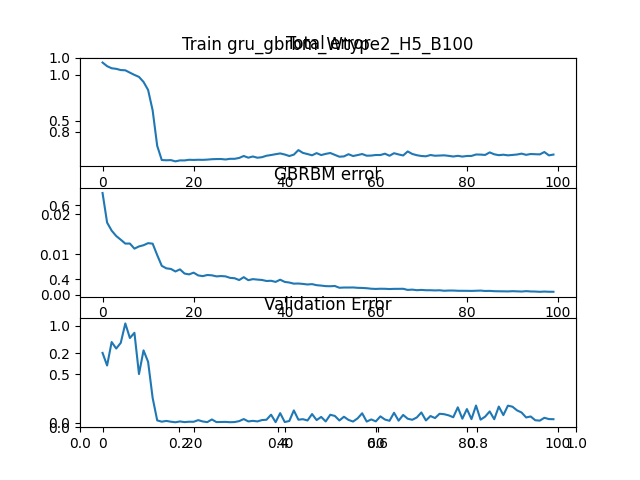 Train gru_gbrbm_Wtype2_H5_B100
Total error
1.0
1.0
0.5
0.8
0 20 40 60 80 100
GBRBM error
0.6
0.02
0.01
0.4
0.00
0 20 40 60 80 100
Validation Error
1.0
0.2
0.5
0.0
0.0
0 20 40 60 80 100
0.0 0.2 0.4 0.6 0.8 1.0